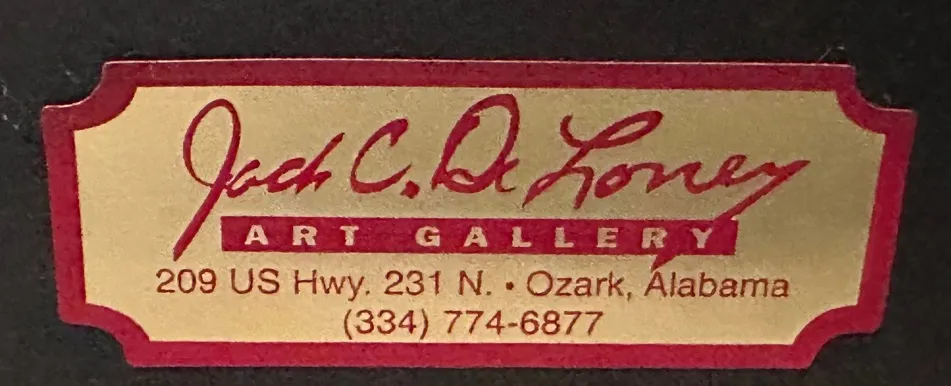 Jack C. De Loney
ART GALLERY
209 US Hwy. 231 N. • Ozark, Alabama
(334) 774-6877